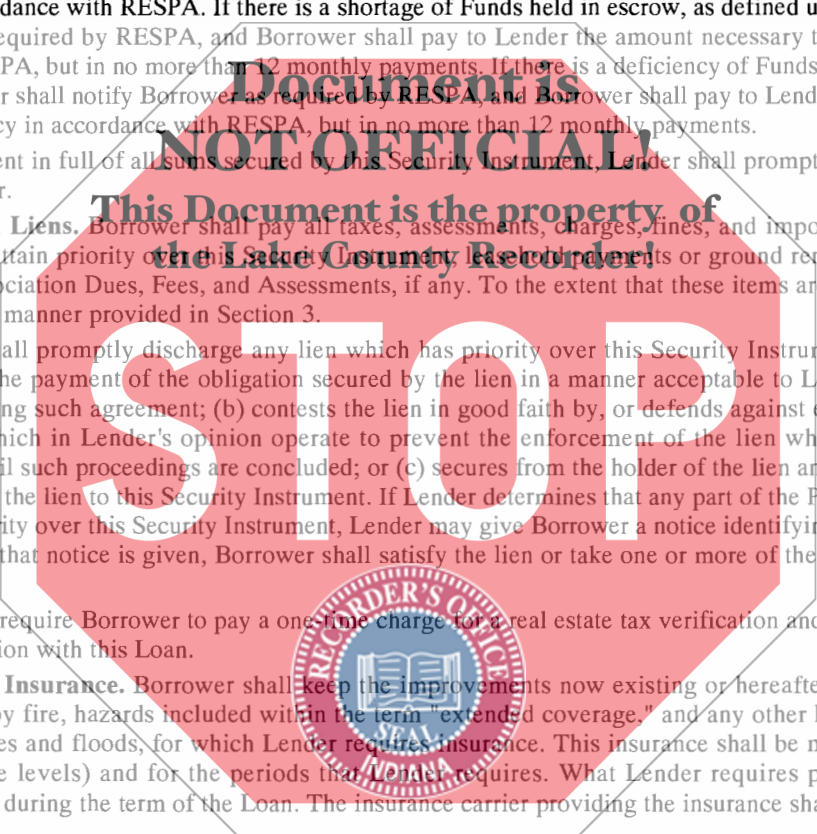 dance with RESPA. If there is a shortage of Funds held in escrow, as defined u
equired by RESPA, and Borrower shall pay to Lender the amount necessary t
PA, but in no more than 12 monthly payments. If there is a deficiency of Funds
Document is
r shall notify Borrower as required by RESPA, and Borrower shall pay to Lend
cy in accordance with RESPA, but in no more than 12 monthly payments.
NOT OFFICIAL!
ent in full of all sums secured by this Security Instrument, Lender shall prompt
r.
This Document is the property of
Liens. Borrower shall pay all taxes, assessments, charges, fines, and impo
the Lake County Recorder!
ttain priority over this Security Instrument, leasehold payments or ground re
ociation Dues, Fees, and Assessments, if any. To the extent that these items ar
manner provided in Section 3.
STOP
all promptly discharge any lien which has priority over this Security Instrum
he payment of the obligation secured by the lien in a manner acceptable to L
ng such agreement; (b) contests the lien in good faith by, or defends against e
hich in Lender's opinion operate to prevent the enforcement of the lien wh
il such proceedings are concluded; or (c) secures from the holder of the lien an
the lien to this Security Instrument. If Lender determines that any part of the P
ity over this Security Instrument, Lender may give Borrower a notice identifyin
that notice is given, Borrower shall satisfy the lien or take one or more of the
require Borrower to pay a one-time charge for a real estate tax verification and
ion with this Loan.
RECORDER'S OFFICE
SEAL
INDIANA
Insurance. Borrower shall keep the improvements now existing or hereafte
by fire, hazards included within the term "extended coverage," and any other h
es and floods, for which Lender requires insurance. This insurance shall be m
e levels) and for the periods that Lender requires. What Lender requires p
during the term of the Loan. The insurance carrier providing the insurance sha